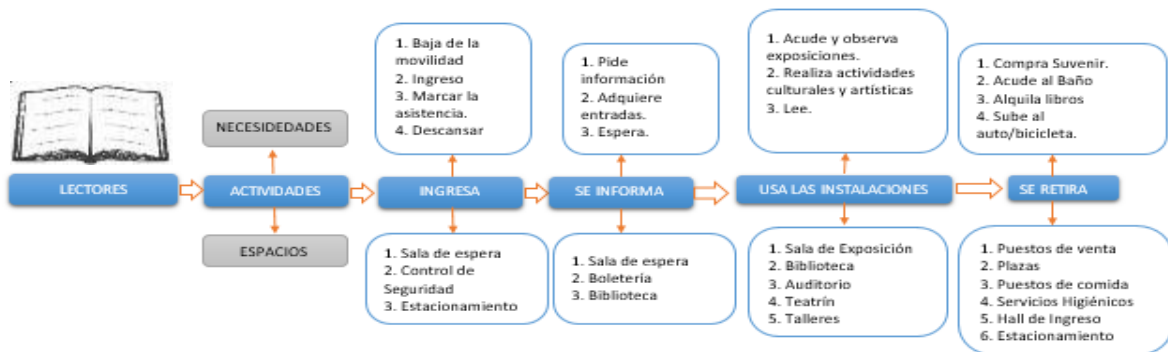 1. Baja de la
movilidad
2. Ingreso
3. Marcar la
asistencia.
4. Descansar
1. Pide
información
2. Adquiere
entradas.
3. Espera.
1. Acude y observa
exposiciones.
2. Realiza actividades
culturales y artísticas
3. Lee.
1. Compra Suvenir.
2. Acude al Baño
3. Alquila libros
4. Sube al
auto/bicicleta.
NECESIDEDADES
LECTORES
ACTIVIDADES
INGRESA
SE INFORMA
USA LAS INSTALACIONES
SE RETIRA
ESPACIOS
1. Sala de espera
2. Control de
Seguridad
3. Estacionamiento
1. Sala de espera
2. Boletería
3. Biblioteca
1. Sala de Exposición
2. Biblioteca
3. Auditorio
4. Teatrín
5. Talleres
1. Puestos de venta
2. Plazas
3. Puestos de comida
4. Servicios Higiénicos
5. Hall de Ingreso
6. Estacionamiento